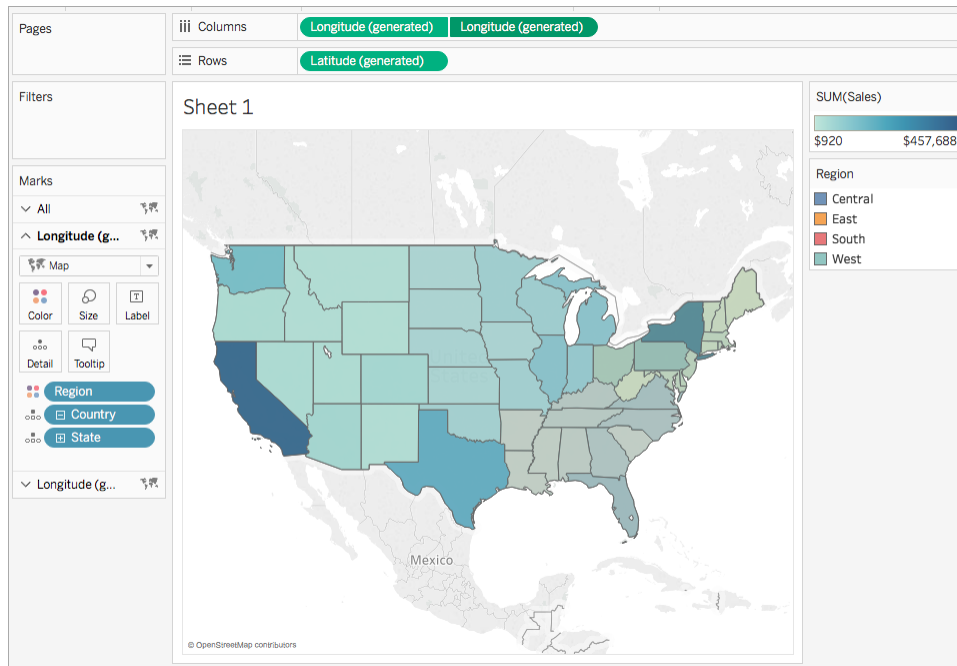 Pages
Columns
Longitude (generated) Longitude (generated)
Rows
Latitude (generated)
Filters
Sheet 1
SUM(Sales)
$920 $457,688
Region
Central
East
South
West
Marks
All
Longitude (g...
Map
Color Size Label
Detail Tooltip
Region
Country
State
Longitude (g...
Mexico
© OpenStreetMap contributors